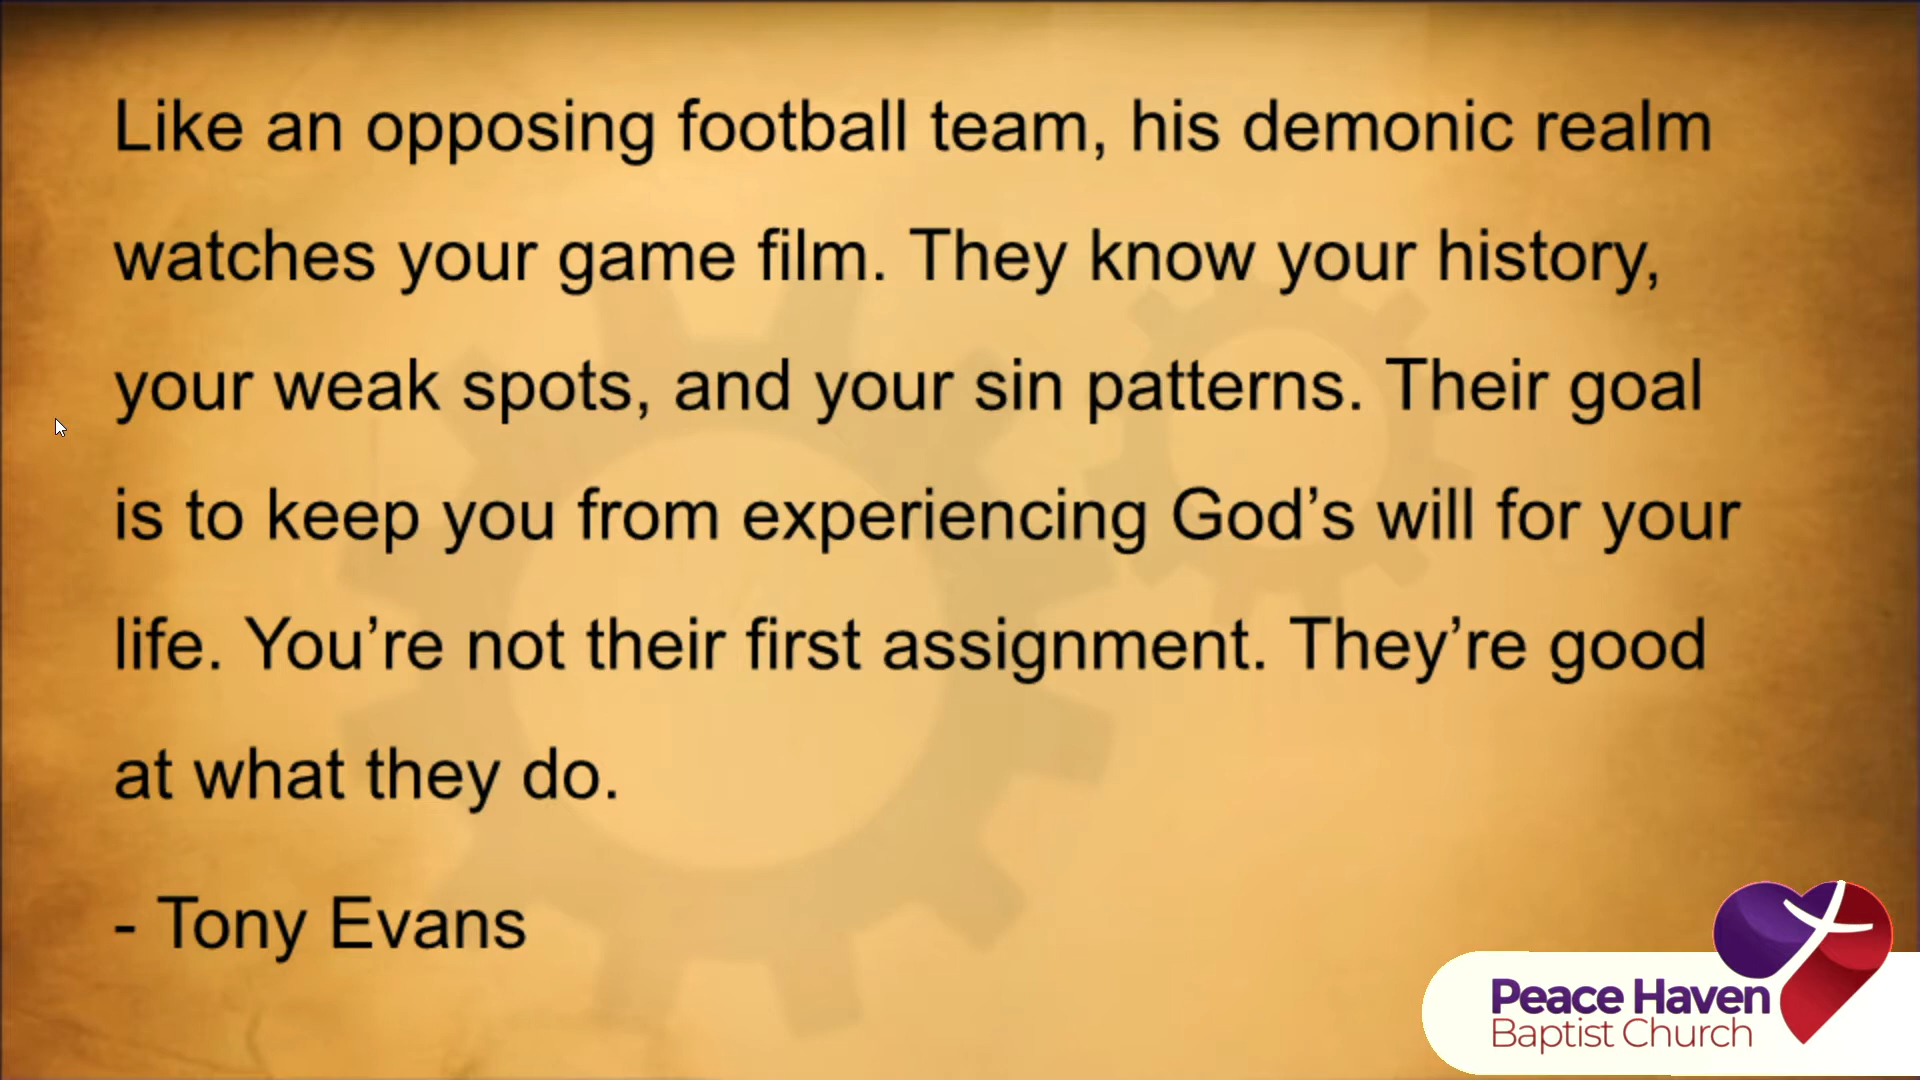 Like an opposing football team, his demonic realm
watches your game film. They know your history,
your weak spots, and your sin patterns. Their goal
is to keep you from experiencing God’s will for your
life. You’re not their first assignment. They’re good
at what they do.
- Tony Evans
Peace Haven
Baptist Church